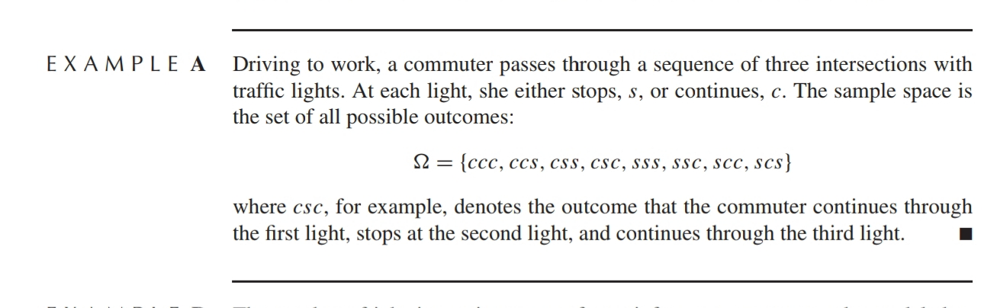 EXAMPLE A Driving to work, a commuter passes through a sequence of three intersections with
traffic lights. At each light, she either stops, s, or continues, c. The sample space is
the set of all possible outcomes:
Ω = {ccc, ccs, css, csc, sss, ssc, scc, scs}
where csc, for example, denotes the outcome that the commuter continues through
the first light, stops at the second light, and continues through the third light. ■